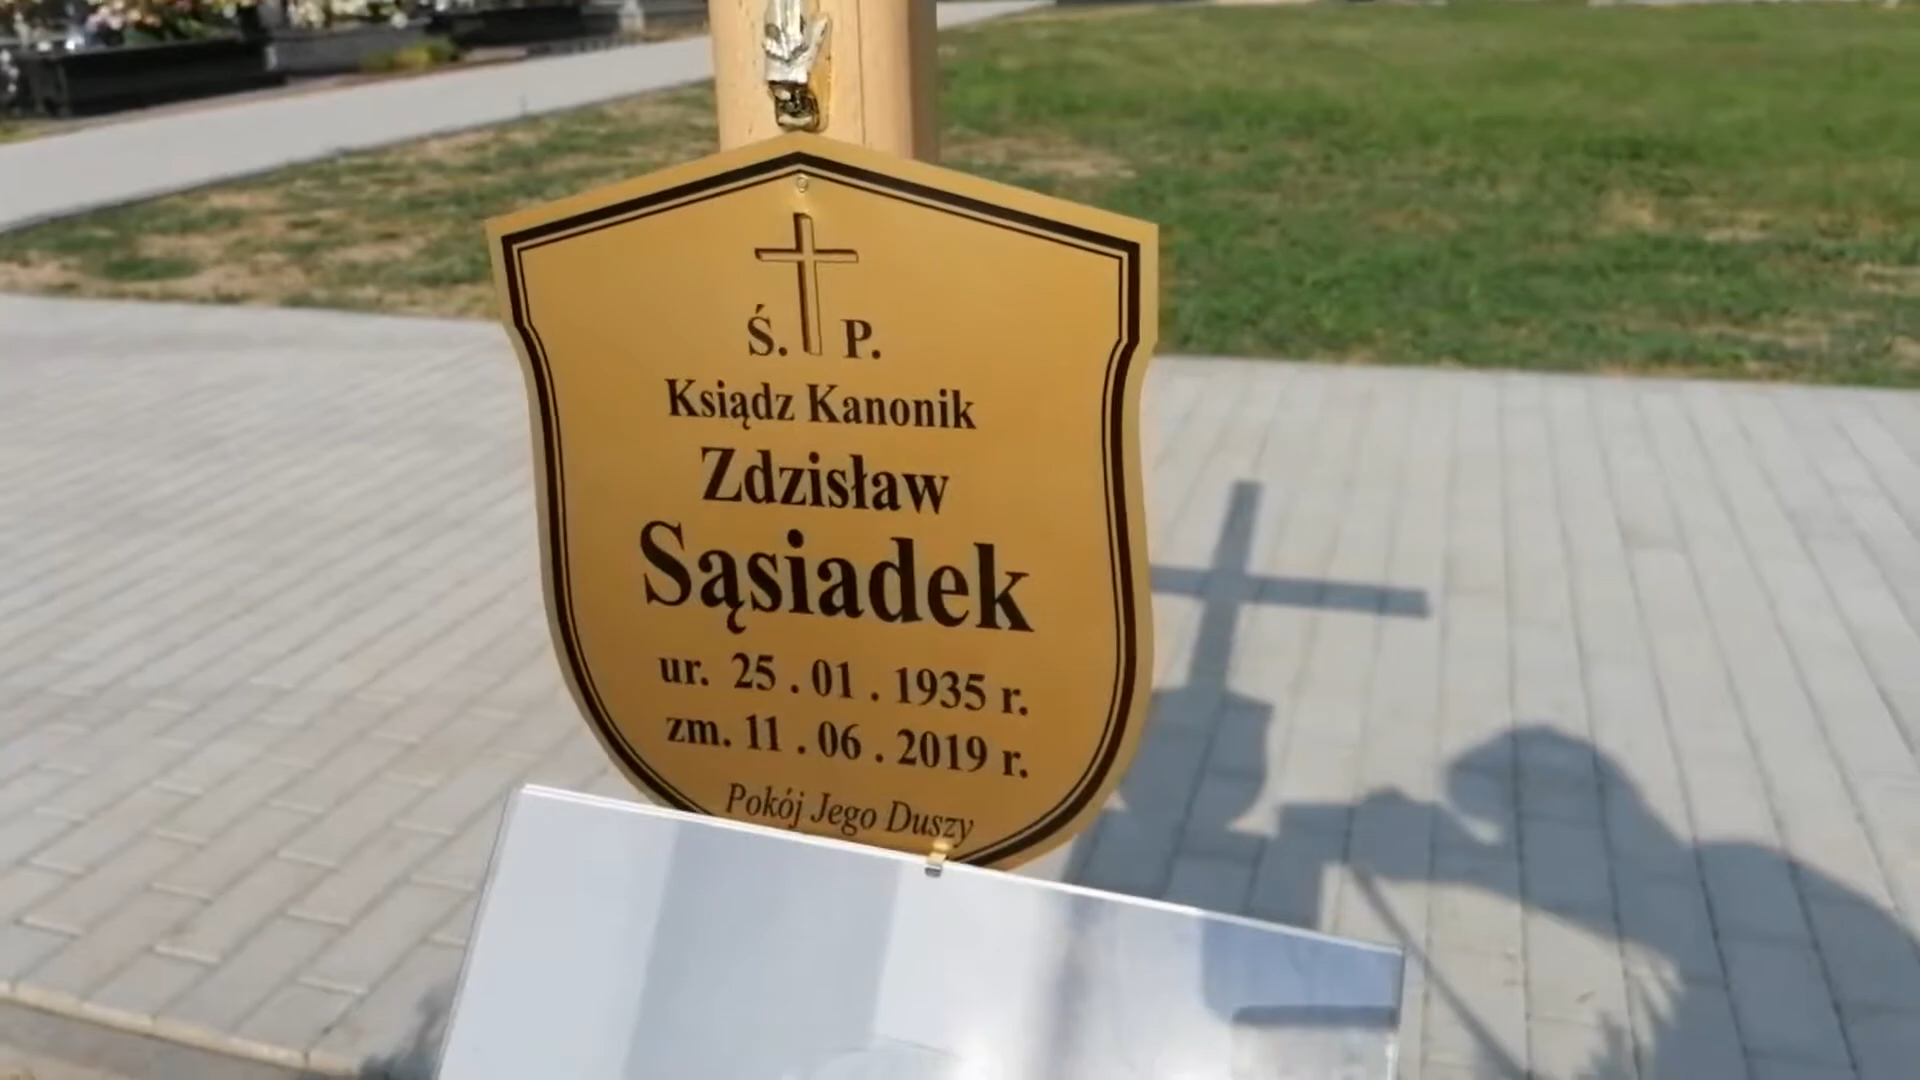 Ś. P.
Ksiądz Kanonik
Zdzisław
Sąsiadek
ur. 25 . 01 . 1935 r.
zm. 11 . 06 . 2019 r.
Pokój Jego Duszy